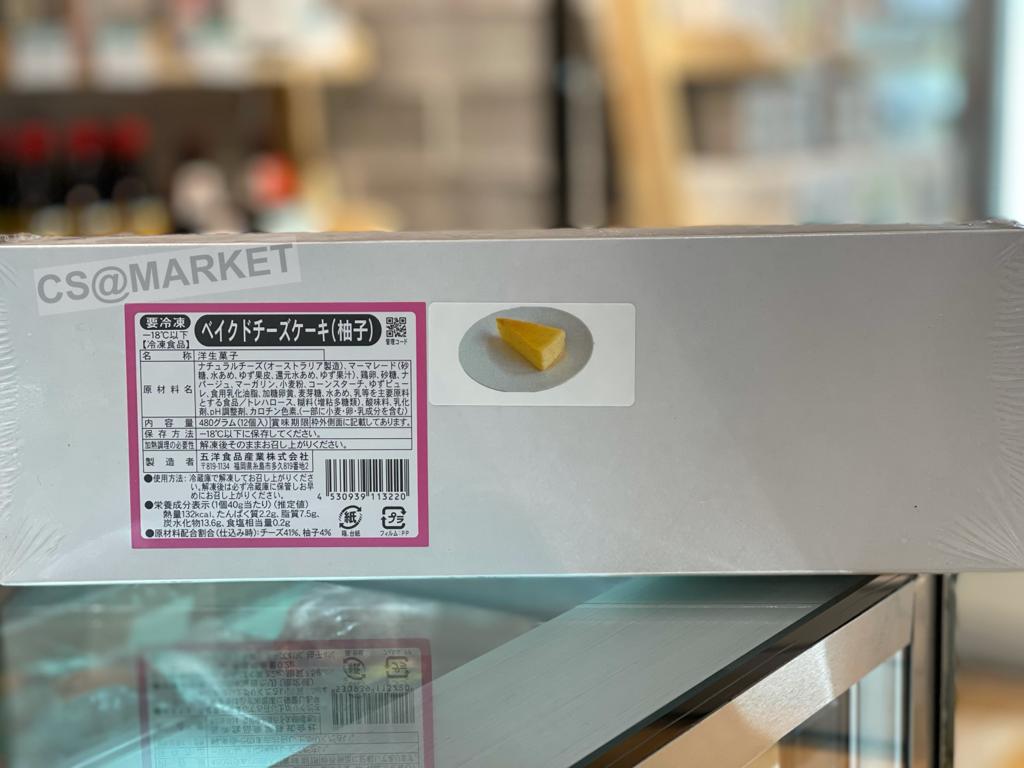 CS@MARKET
要冷凍
－18℃以下
【冷凍食品】
ベイクドチーズケーキ(柚子)
管理コード
名称 洋生菓子
原材料名
ナチュラルチーズ(オーストラリア製造)、マーマレード(砂
糖、水あめ、ゆず果皮、還元水あめ、ゆず果汁)、鶏卵、砂糖、ナ
パージュ、マーガリン、小麦粉、コーンスターチ、ゆずピュー
レ、食用乳化油脂、加糖卵黄、麦芽糖、水あめ、乳等を主要原料
とする食品／トレハロース、糊料(増粘多糖類)、酸味料、乳化
剤、pH調整剤、カロチン色素、(一部に小麦・卵・乳成分を含む)
内容量 480グラム(12個入) 賞味期限 枠外側面に記載してあります。
保存方法 －18℃以下に保存してください。
加熱調理の必要性 解凍後そのままお召し上がりください。
製造者 五洋食品産業株式会社
〒819-1134 福岡県糸島市多久819番地2
●使用方法:冷蔵庫で解凍してお召し上がりくださ
い。解凍後は必ず冷蔵庫に保管しお早
めにお召し上がりください。
4 530939 113220
●栄養成分表示(1個40g当たり)(推定値)
熱量132kcal、たんぱく質2.2g、脂質7.5g、
炭水化物13.6g、食塩相当量0.2g
紙
箱、台紙
プラ
フィルム:PP
●原材料配合割合(仕込み時):チーズ41%、柚子4%